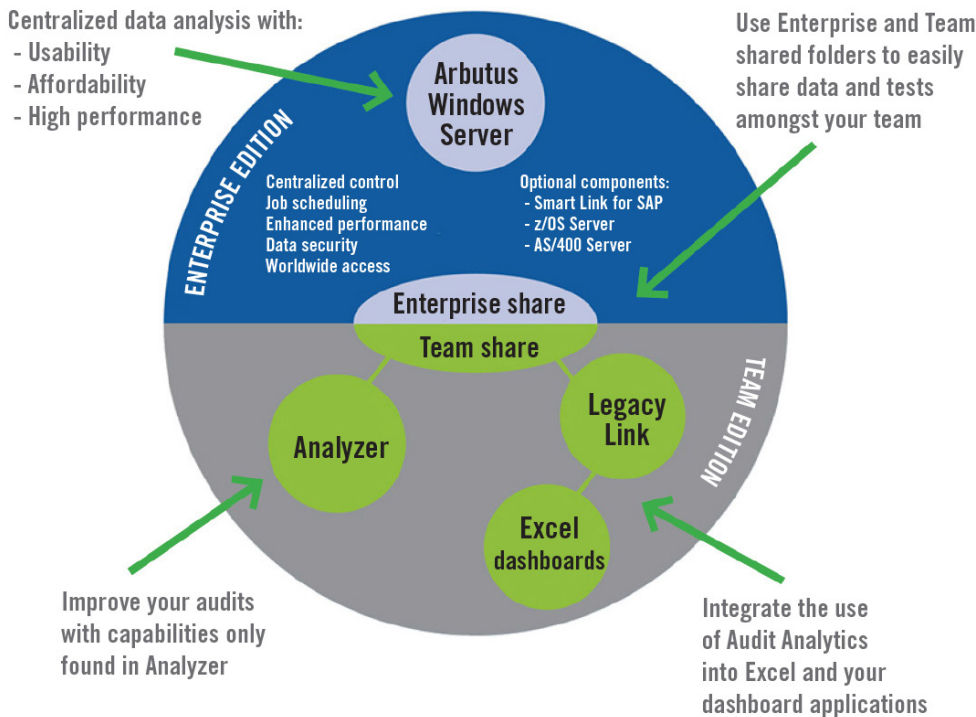 Centralized data analysis with:
- Usability
- Affordability
- High performance
Use Enterprise and Team
shared folders to easily
share data and tests
amongst your team
Arbutus
Windows
Server
ENTERPRISE EDITION
Centralized control
Job scheduling
Enhanced performance
Data security
Worldwide access
Optional components:
- Smart Link for SAP
- z/OS Server
- AS/400 Server
Enterprise share
Team share
TEAM EDITION
Analyzer
Legacy
Link
Excel
dashboards
Improve your audits
with capabilities only
found in Analyzer
Integrate the use
of Audit Analytics
into Excel and your
dashboard applications